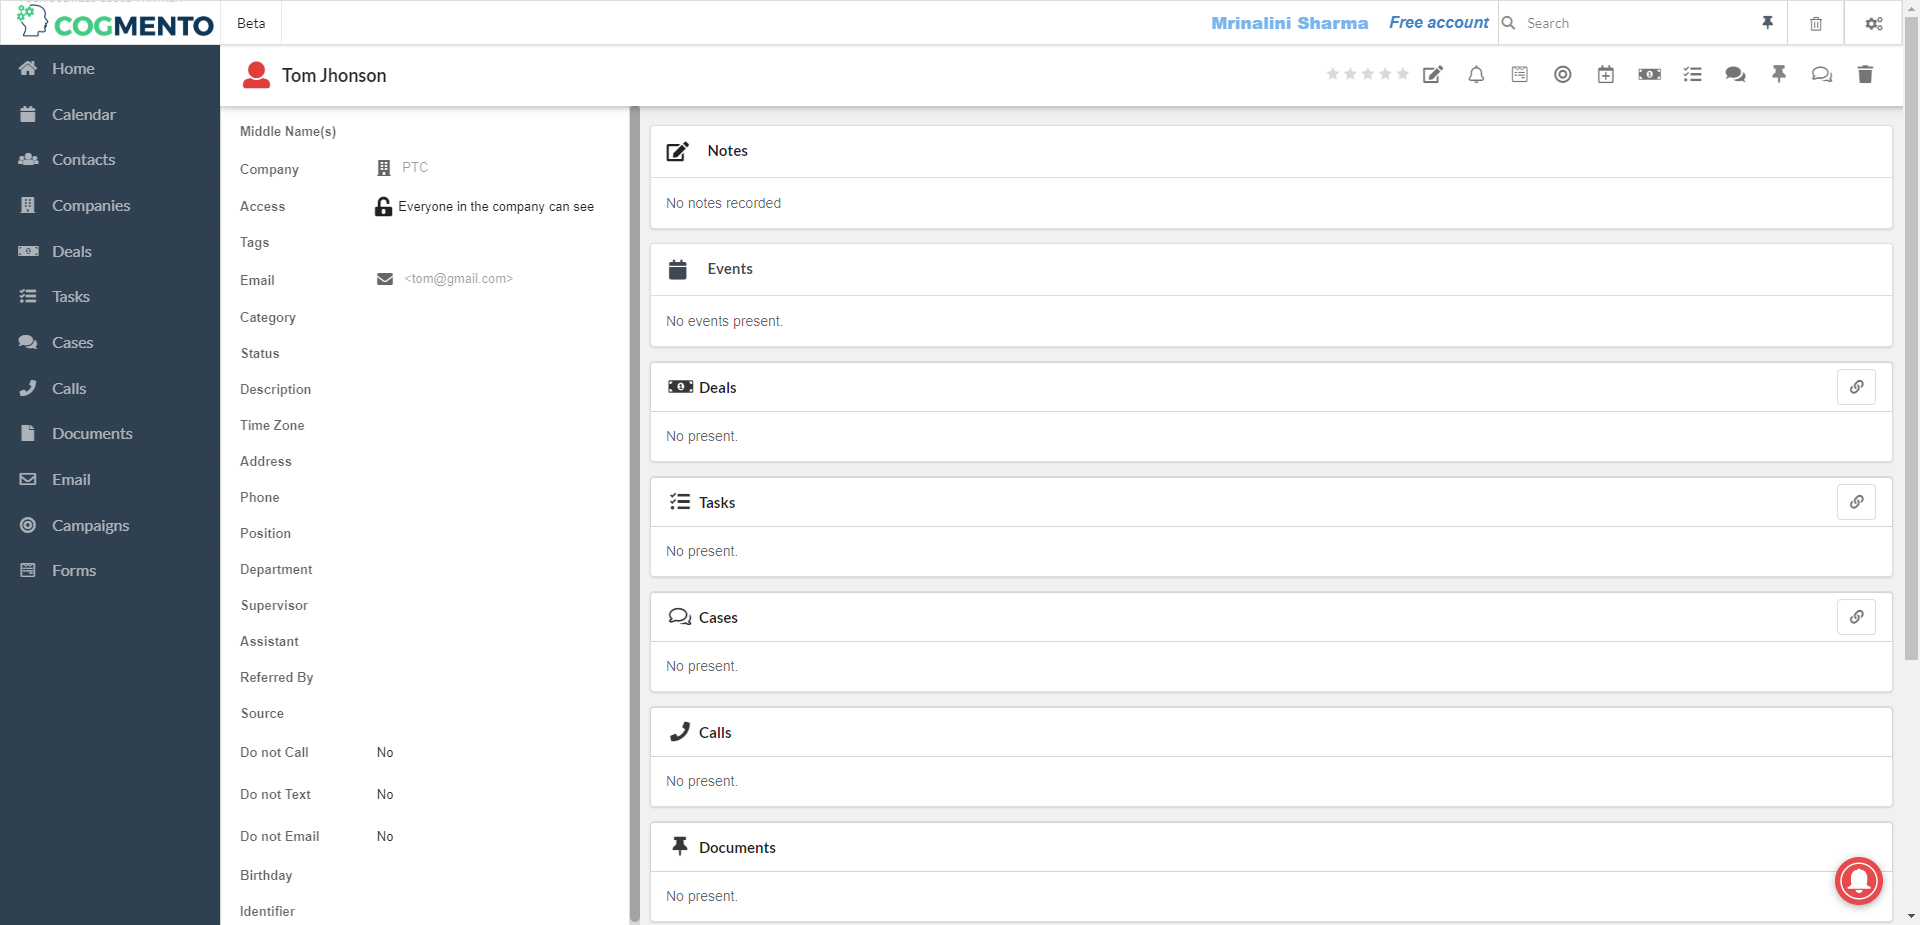 COGMENTO
Beta
Mrinalini Sharma
Free account
Search
Home
Calendar
Contacts
Companies
Deals
Tasks
Cases
Calls
Documents
Email
Campaigns
Forms
Tom Jhonson
Middle Name(s)
Company PTC
Access Everyone in the company can see
Tags
Email <tom@gmail.com>
Category
Status
Description
Time Zone
Address
Phone
Position
Department
Supervisor
Assistant
Referred By
Source
Do not Call No
Do not Text No
Do not Email No
Birthday
Identifier
Notes
No notes recorded
Events
No events present.
Deals
No present.
Tasks
No present.
Cases
No present.
Calls
No present.
Documents
No present.